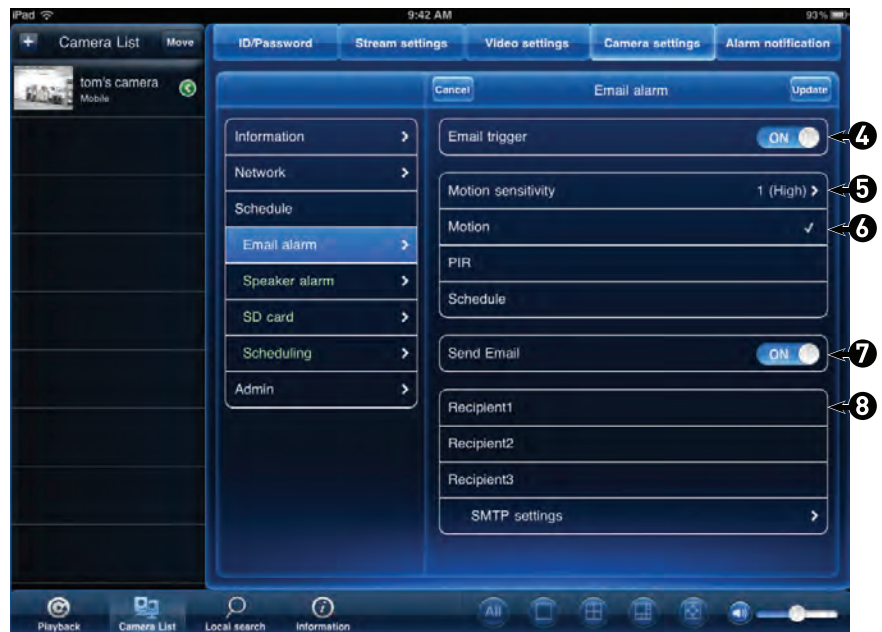 iPad 9:42 AM 93%
+ Camera List Move
ID/Password Stream settings Video settings Camera settings Alarm notification
tom's camera
Mobile
Cancel Email alarm Update
Information
Network
Schedule
Email alarm
Speaker alarm
SD card
Scheduling
Admin
Email trigger ON 4
Motion sensitivity 1 (High) 5
Motion 6
PIR
Schedule
Send Email ON 7
Recipient1 8
Recipient2
Recipient3
SMTP settings
Playback Camera List Local search Information All